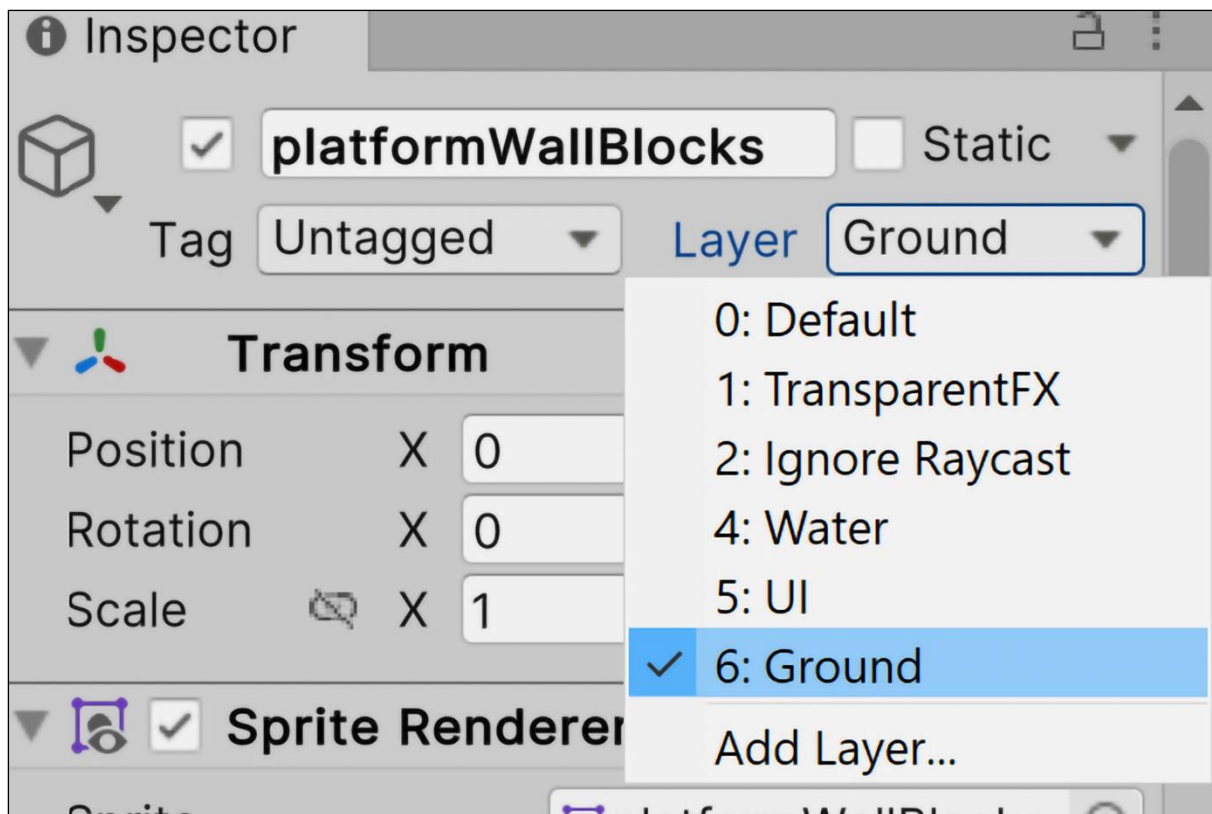 Inspector
platformWallBlocks Static
Tag Untagged Layer Ground
0: Default
Transform
1: TransparentFX
Position X 0
2: Ignore Raycast
Rotation X 0
4: Water
Scale X 1
5: UI
6: Ground
Sprite Renderer
Add Layer...